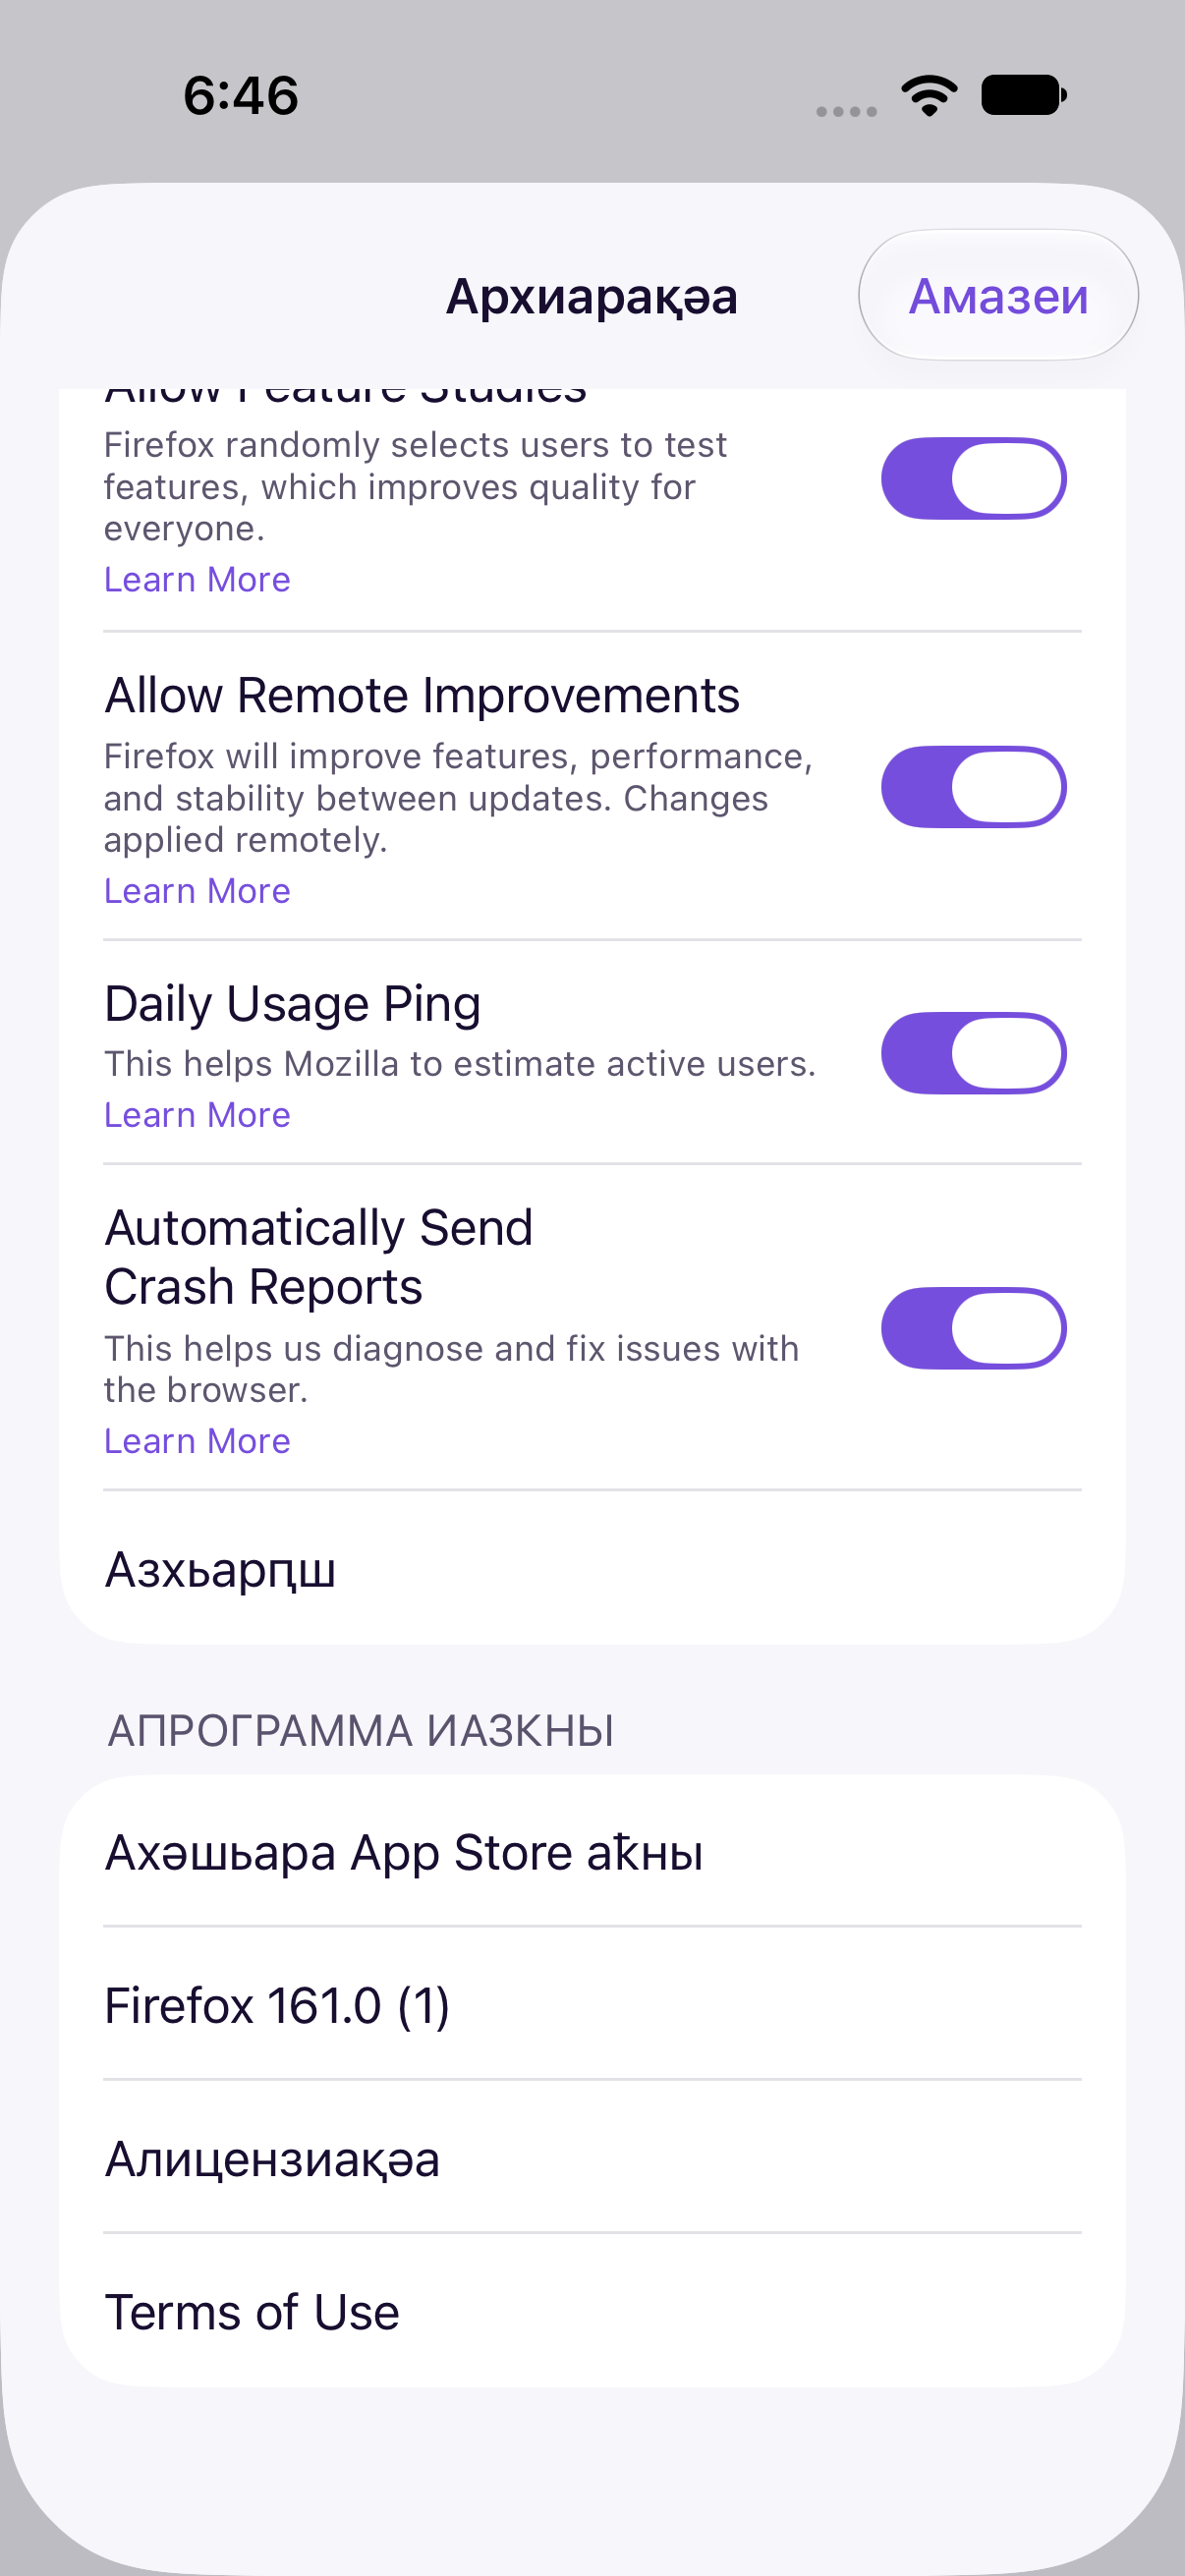 6:46
Архиарақәа
Амазеи
Allow Feature Studies
Firefox randomly selects users to test
features, which improves quality for
everyone.
Learn More
Allow Remote Improvements
Firefox will improve features, performance,
and stability between updates. Changes
applied remotely.
Learn More
Daily Usage Ping
This helps Mozilla to estimate active users.
Learn More
Automatically Send
Crash Reports
This helps us diagnose and fix issues with
the browser.
Learn More
Азхьарԥш
АПРОГРАММА ИАЗКНЫ
Ахәшьара App Store аҟны
Firefox 161.0 (1)
Алицензиақәа
Terms of Use